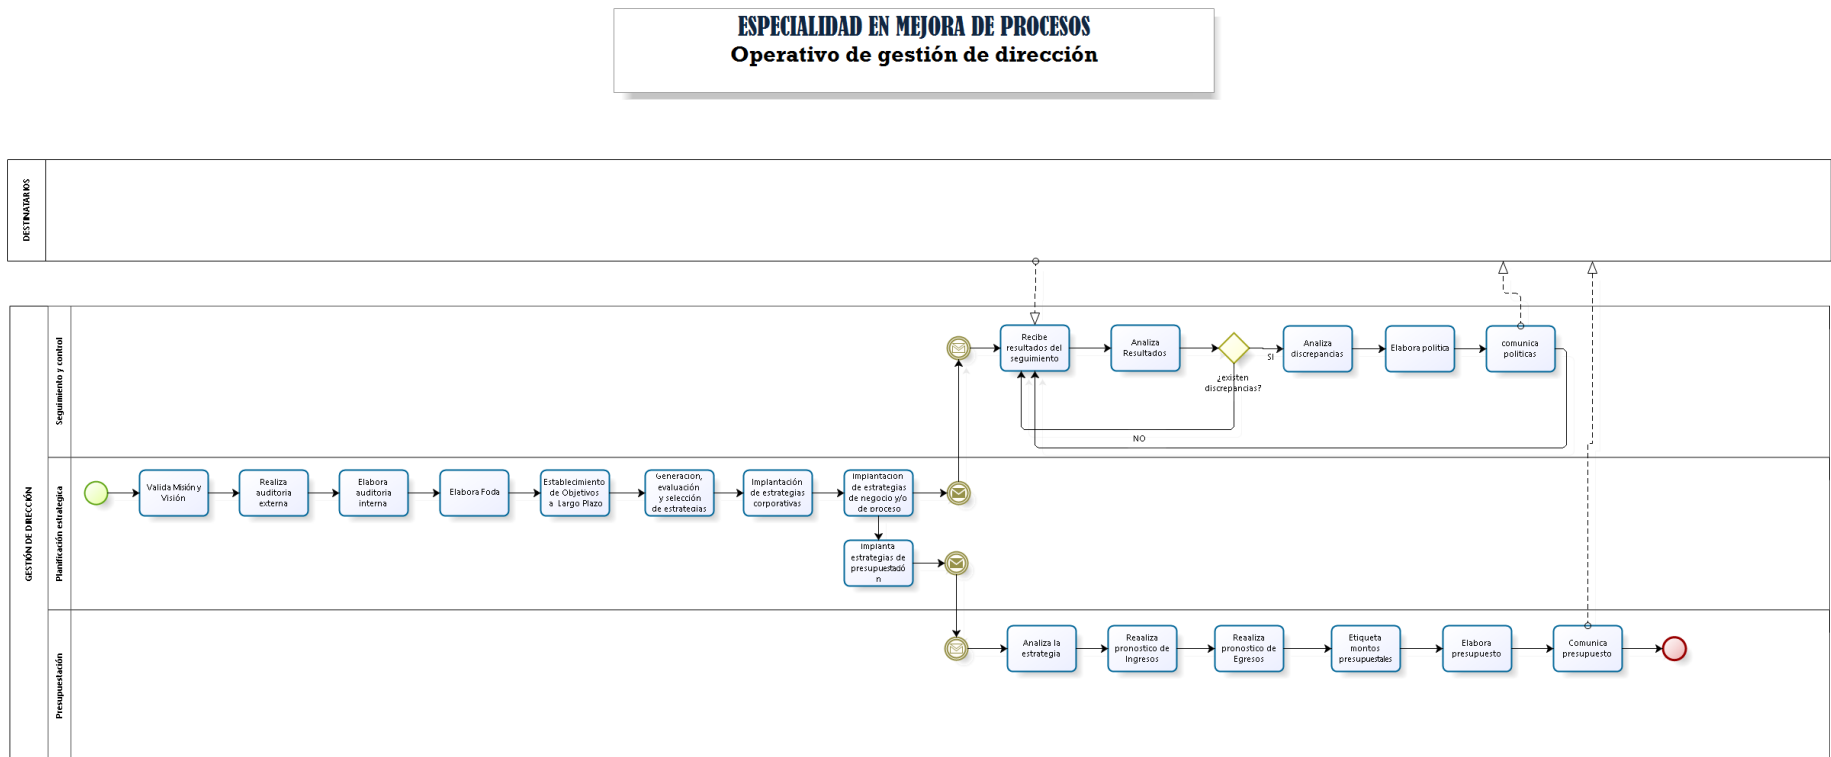 ESPECIALIDAD EN MEJORA DE PROCESOS
Operativo de gestión de dirección
DESTINATARIOS
GESTIÓN DE DIRECCIÓN
Seguimiento y control
Recibe
resultados del
seguimiento
Analiza
Resultados
¿existen
discrepancias?
SI
NO
Analiza
discrepancias
Elabora politica
comunica
politicas
Planificación estrategica
Valida Misión y
Visión
Realiza
auditoria
externa
Elabora
auditoria
interna
Elabora Foda
Establecimiento
de Objetivos
a Largo Plazo
Generación,
evaluación
y selección
de estrategias
Implantación
de estrategias
corporativas
Implantación
de estrategias
de negocio y/o
de proceso
Implanta
estrategias de
presupuestació
n
Presupuestación
Analiza la
estrategia
Reaaliza
pronostico de
Ingresos
Reaaliza
pronostico de
Egresos
Etiqueta
montos
presupuestales
Elabora
presupuesto
Comunica
presupuesto